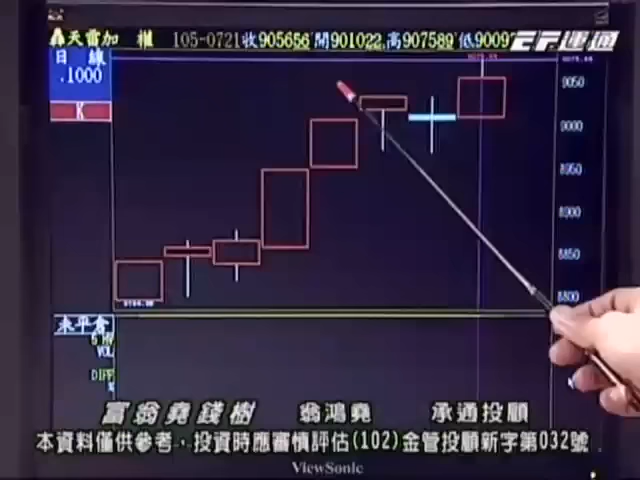 轟天雷加 權 105-0721收905656開901022高907589低9009
EF運通
日 線
.1000
K
9050
9000
8950
8900
8850
8800
未平倉
5 MV
VOL
DIFF
%
富翁堯錢樹 翁鴻堯 承通投顧
本資料僅供參考，投資時應審慎評估(102)金管投顧新字第032號
ViewSonic